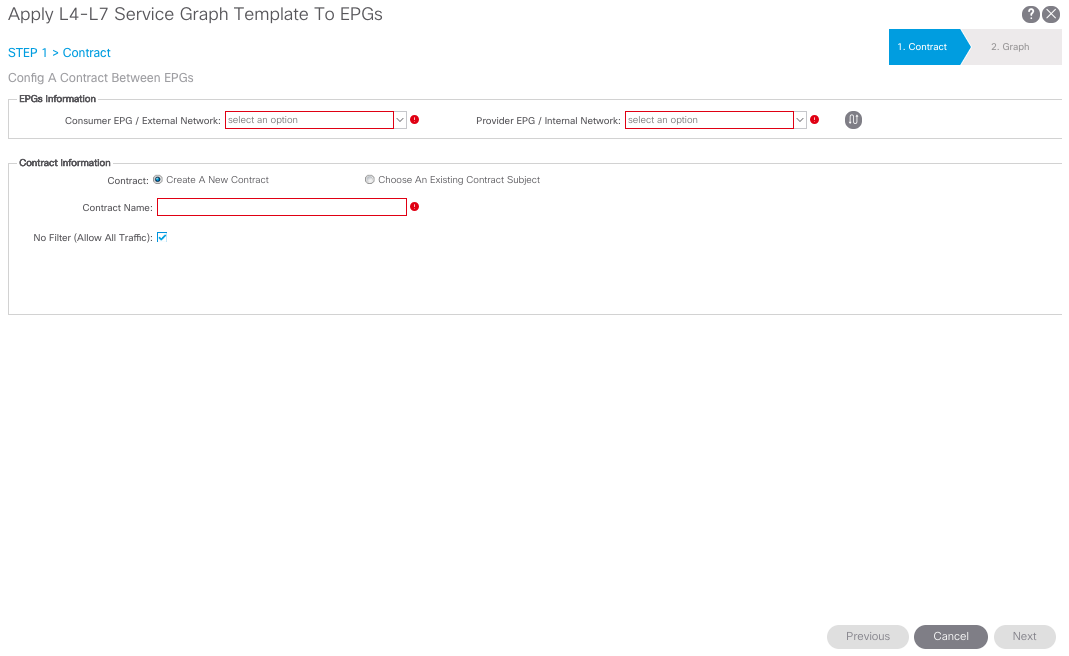 Apply L4-L7 Service Graph Template To EPGs
STEP 1 > Contract
1. Contract
2. Graph
Config A Contract Between EPGs
EPGs Information
Consumer EPG / External Network: select an option
Provider EPG / Internal Network: select an option
Contract Information
Contract: Create A New Contract
Choose An Existing Contract Subject
Contract Name:
No Filter (Allow All Traffic):
Previous
Cancel
Next